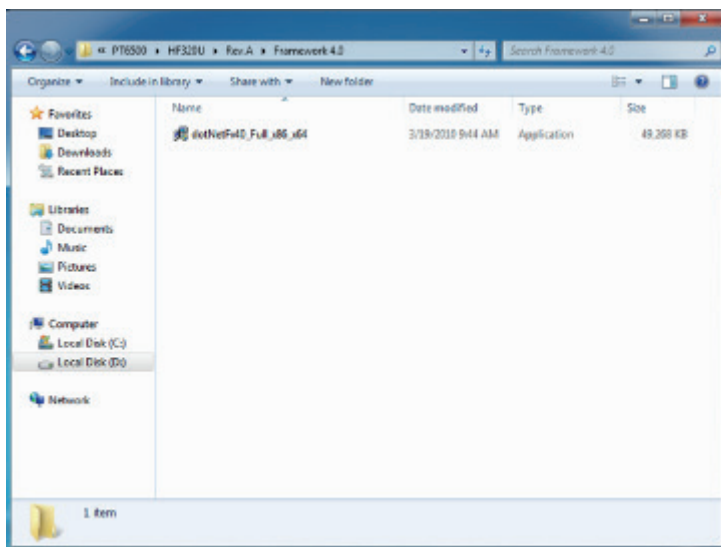 « PT6500 ▸ HF320U ▸ Rev.A ▸ Framework 4.0
Search Framework 4.0
Organize
Include in library
Share with
New folder
Favorites
Desktop
Downloads
Recent Places
Libraries
Documents
Music
Pictures
Videos
Computer
Local Disk (C:)
Local Disk (D:)
Network
Name Date modified Type Size
dotNetFx40_Full_x86_x64 3/19/2010 9:44 AM Application 49,268 KB
1 item